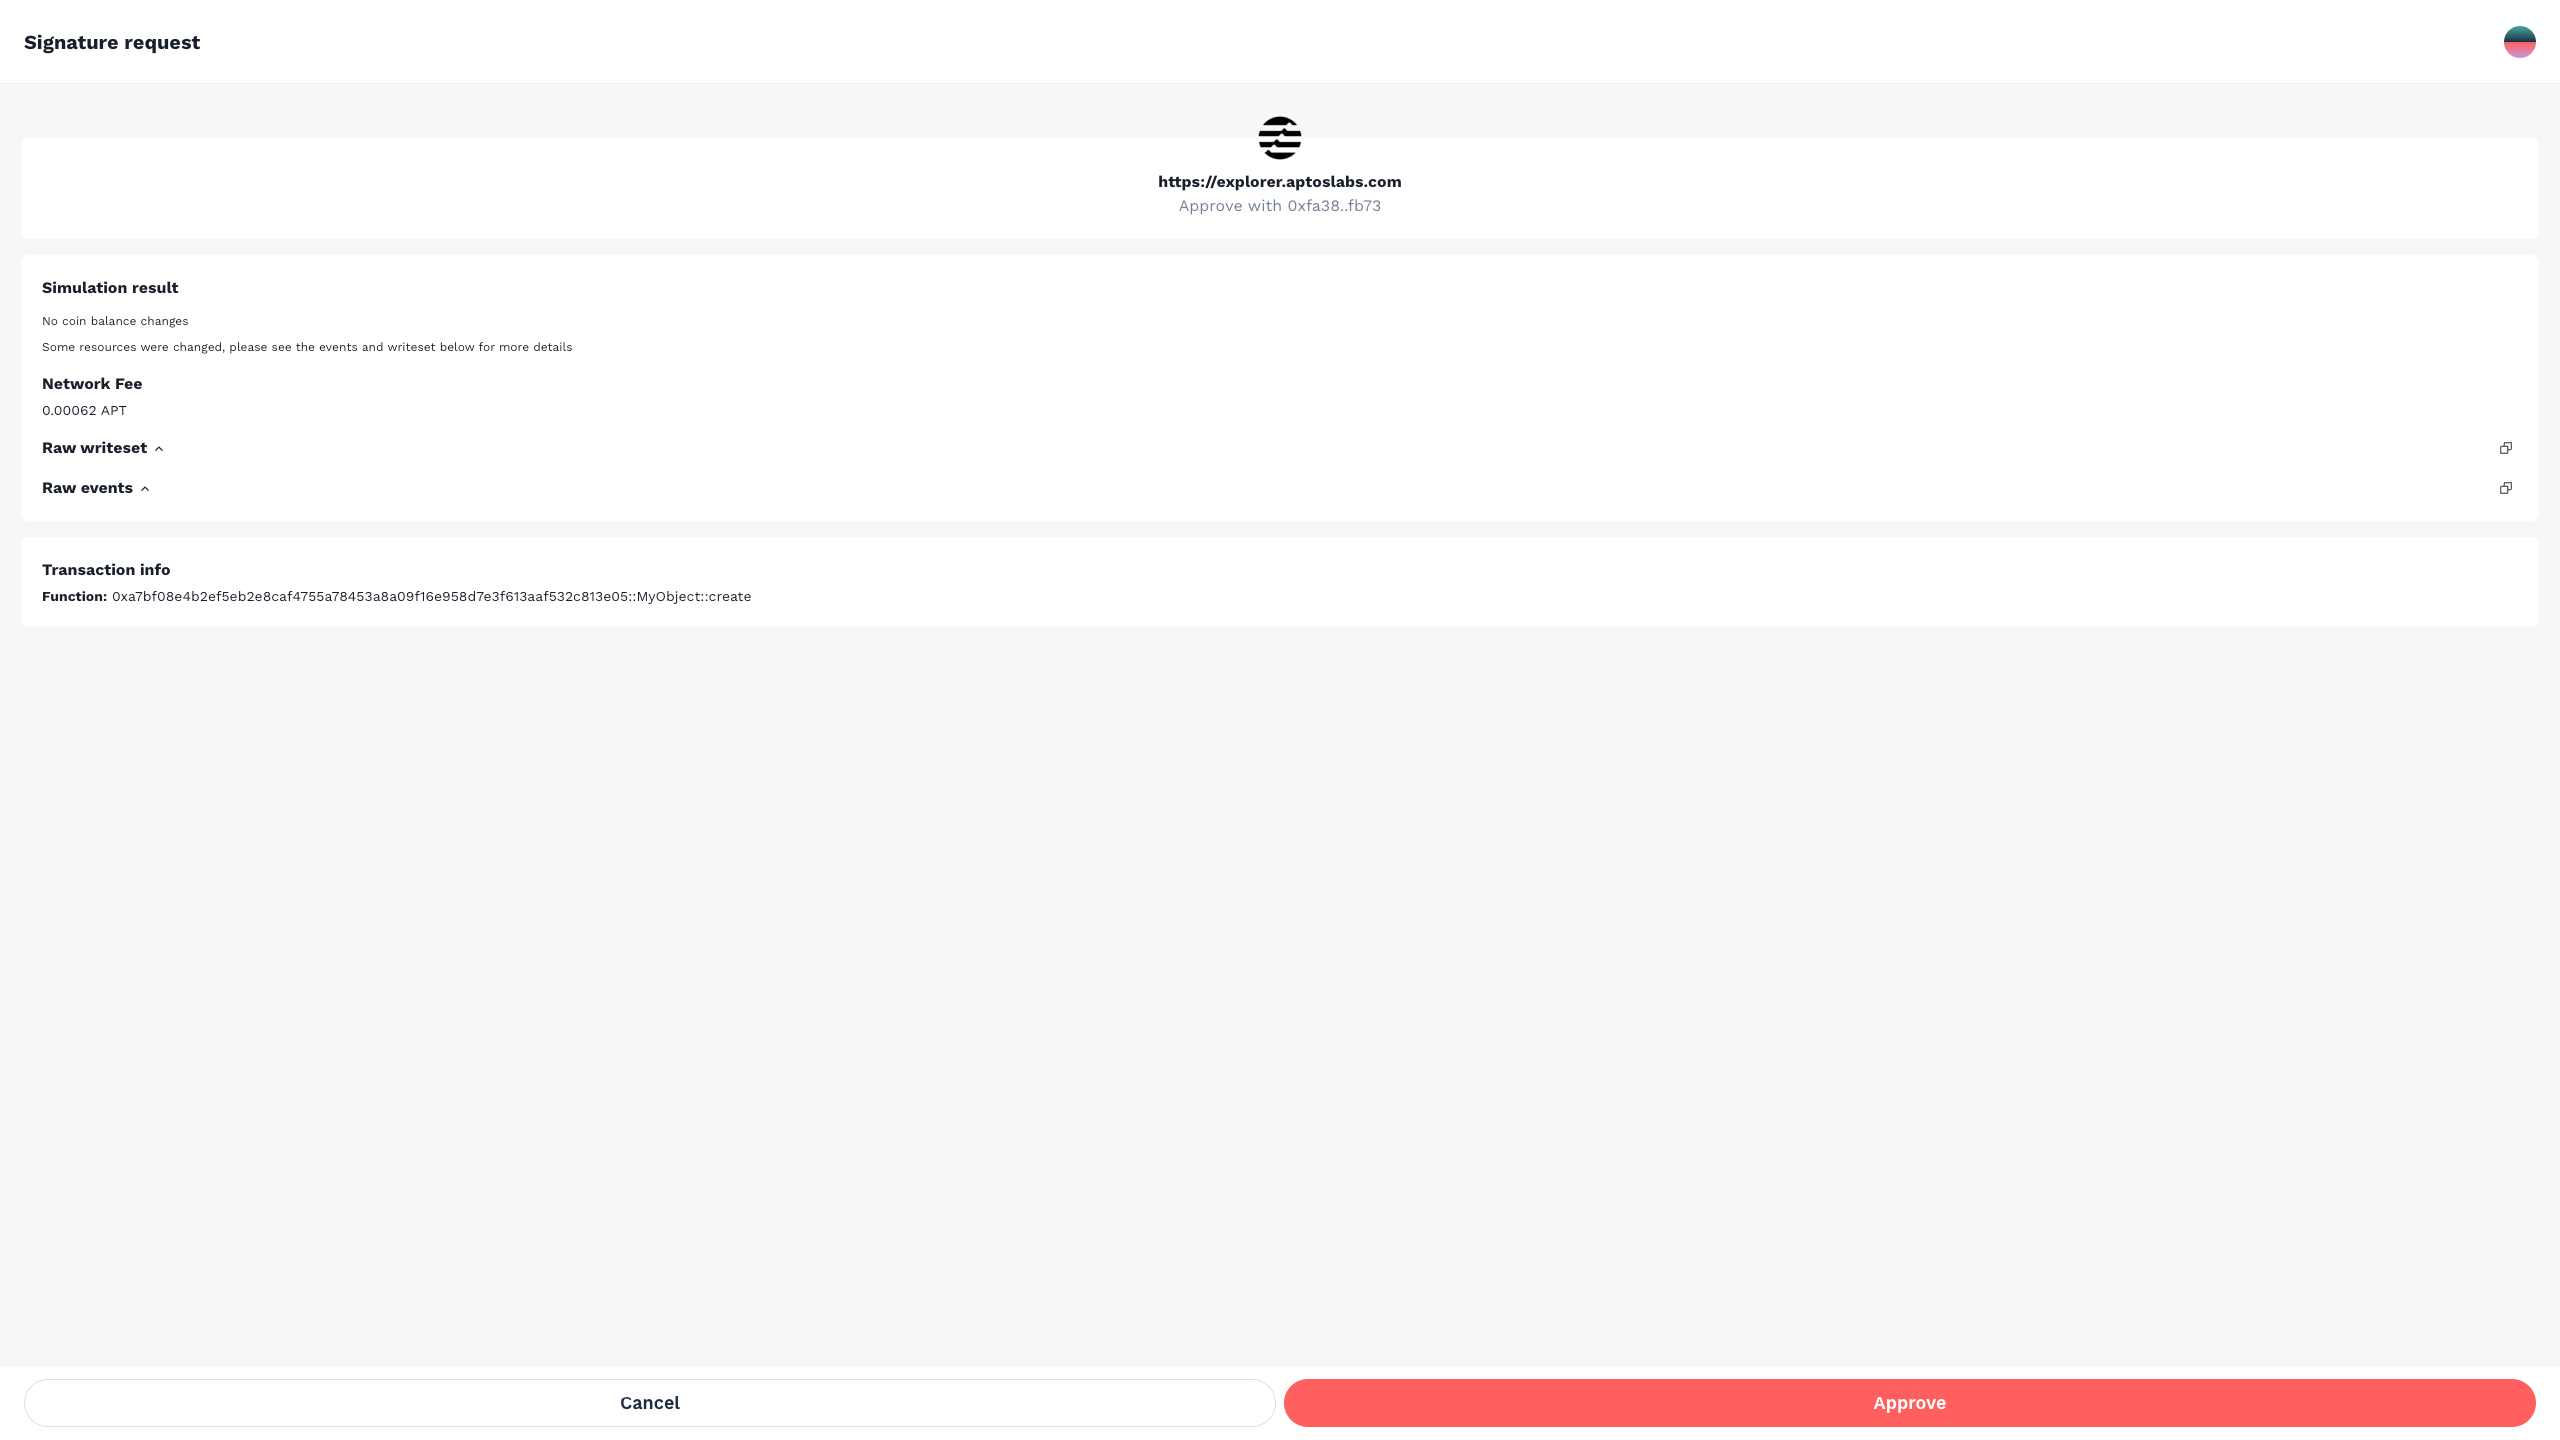 Signature request
https://explorer.aptoslabs.com
Approve with 0xfa38..fb73
Simulation result
No coin balance changes
Some resources were changed, please see the events and writeset below for more details
Network Fee
0.00062 APT
Raw writeset
Raw events
Transaction info
Function: 0xa7bf08e4b2ef5eb2e8caf4755a78453a8a09f16e958d7e3f613aaf532c813e05::MyObject::create
Cancel
Approve